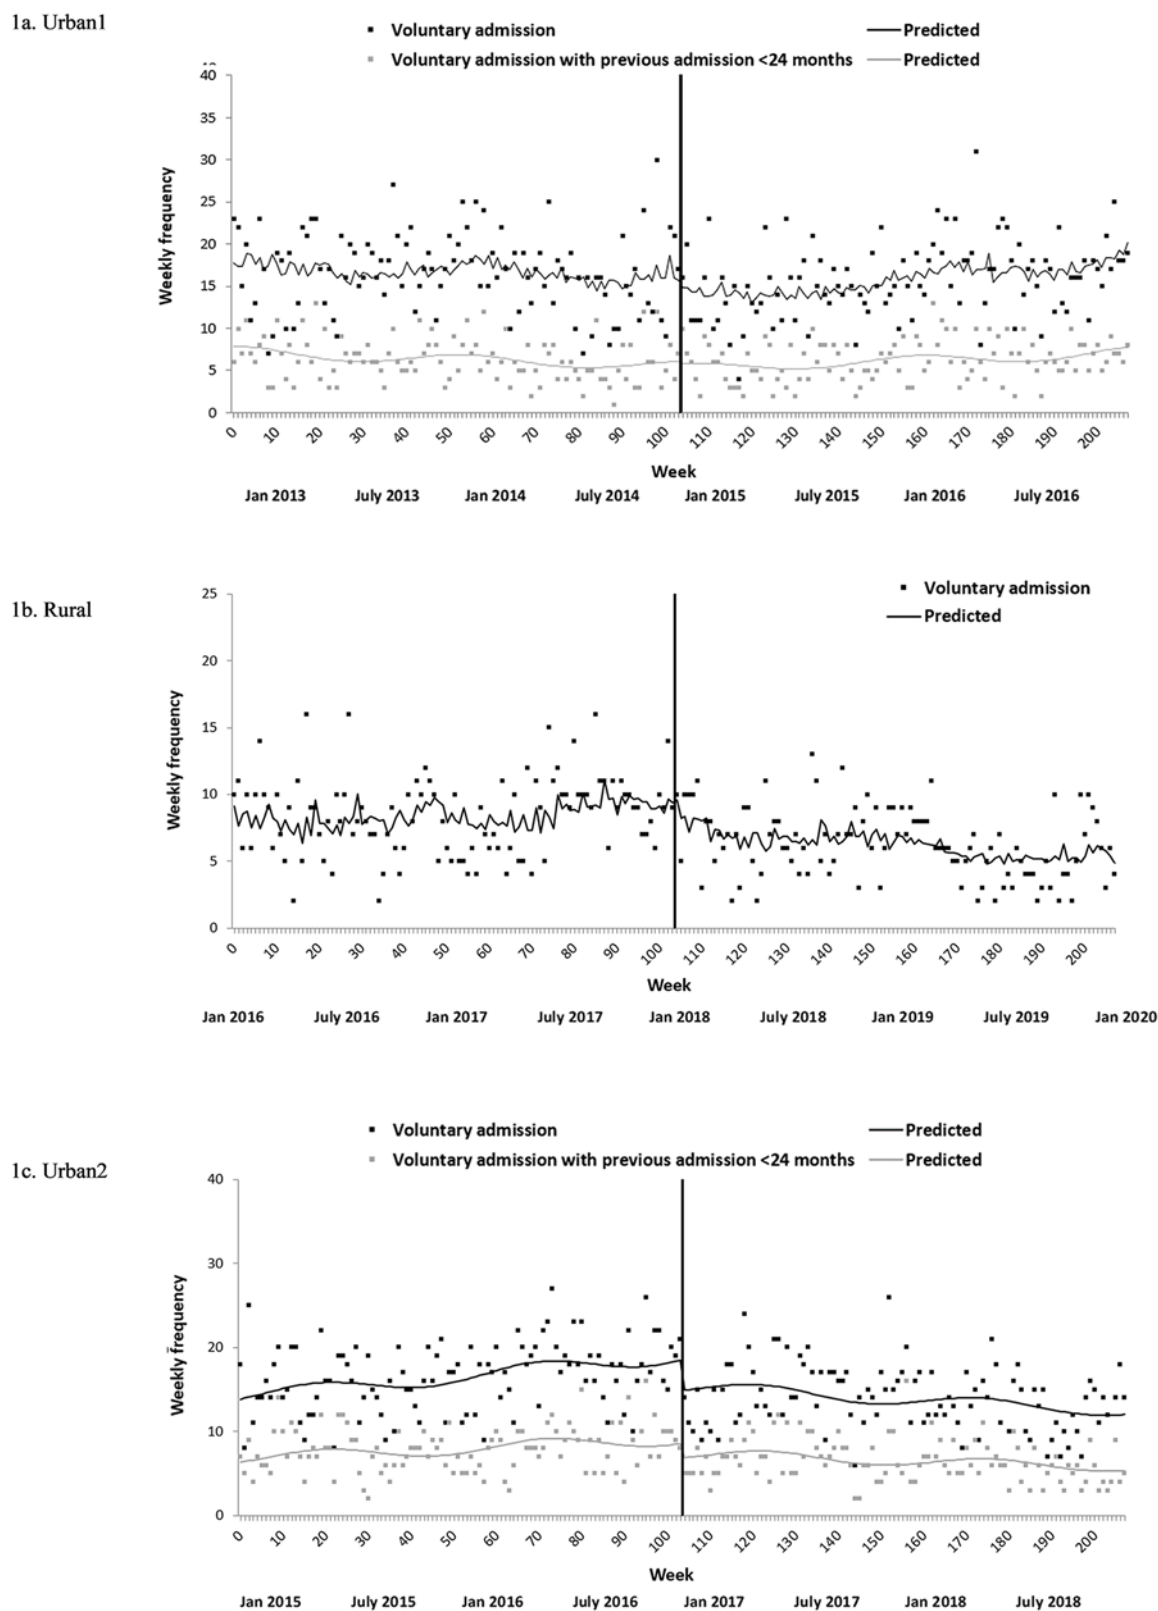 1a. Urban1
Voluntary admission
Predicted
Voluntary admission with previous admission <24 months
Predicted
40
35
30
25
20
15
10
5
0
Weekly frequency
0 10 20 30 40 50 60 70 80 90 100 110 120 130 140 150 160 170 180 190 200
Week
Jan 2013 July 2013 Jan 2014 July 2014 Jan 2015 July 2015 Jan 2016 July 2016
1b. Rural
Voluntary admission
Predicted
25
20
15
10
5
0
Weekly frequency
0 10 20 30 40 50 60 70 80 90 100 110 120 130 140 150 160 170 180 190 200
Week
Jan 2016 July 2016 Jan 2017 July 2017 Jan 2018 July 2018 Jan 2019 July 2019 Jan 2020
1c. Urban2
Voluntary admission
Predicted
Voluntary admission with previous admission <24 months
Predicted
40
30
20
10
0
Weekly frequency
0 10 20 30 40 50 60 70 80 90 100 110 120 130 140 150 160 170 180 190 200
Week
Jan 2015 July 2015 Jan 2016 July 2016 Jan 2017 July 2017 Jan 2018 July 2018